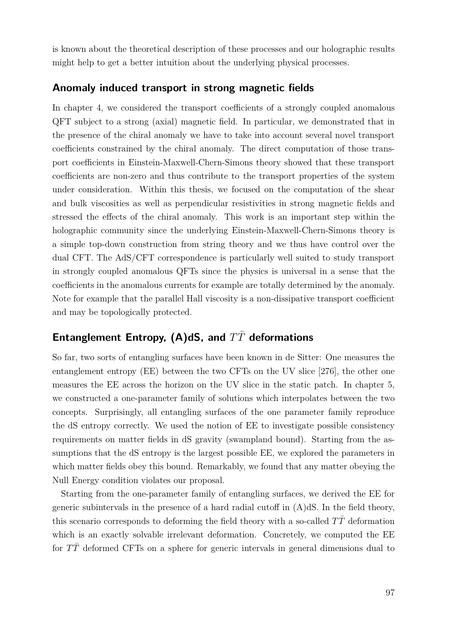 is known about the theoretical description of these processes and our holographic results
might help to get a better intuition about the underlying physical processes.
Anomaly induced transport in strong magnetic fields
In chapter 4, we considered the transport coefficients of a strongly coupled anomalous
QFT subject to a strong (axial) magnetic field. In particular, we demonstrated that in
the presence of the chiral anomaly we have to take into account several novel transport
coefficients constrained by the chiral anomaly. The direct computation of those trans-
port coefficients in Einstein-Maxwell-Chern-Simons theory showed that these transport
coefficients are non-zero and thus contribute to the transport properties of the system
under consideration. Within this thesis, we focused on the computation of the shear
and bulk viscosities as well as perpendicular resistivities in strong magnetic fields and
stressed the effects of the chiral anomaly. This work is an important step within the
holographic community since the underlying Einstein-Maxwell-Chern-Simons theory is
a simple top-down construction from string theory and we thus have control over the
dual CFT. The AdS/CFT correspondence is particularly well suited to study transport
in strongly coupled anomalous QFTs since the physics is universal in a sense that the
coefficients in the anomalous currents for example are totally determined by the anomaly.
Note for example that the parallel Hall viscosity is a non-dissipative transport coefficient
and may be topologically protected.
Entanglement Entropy, (A)dS, and TT̄ deformations
So far, two sorts of entangling surfaces have been known in de Sitter: One measures the
entanglement entropy (EE) between the two CFTs on the UV slice [276], the other one
measures the EE across the horizon on the UV slice in the static patch. In chapter 5,
we constructed a one-parameter family of solutions which interpolates between the two
concepts. Surprisingly, all entangling surfaces of the one parameter family reproduce
the dS entropy correctly. We used the notion of EE to investigate possible consistency
requirements on matter fields in dS gravity (swampland bound). Starting from the as-
sumptions that the dS entropy is the largest possible EE, we explored the parameters in
which matter fields obey this bound. Remarkably, we found that any matter obeying the
Null Energy condition violates our proposal.
Starting from the one-parameter family of entangling surfaces, we derived the EE for
generic subintervals in the presence of a hard radial cutoff in (A)dS. In the field theory,
this scenario corresponds to deforming the field theory with a so-called TT̄ deformation
which is an exactly solvable irrelevant deformation. Concretely, we computed the EE
for TT̄ deformed CFTs on a sphere for generic intervals in general dimensions dual to
97